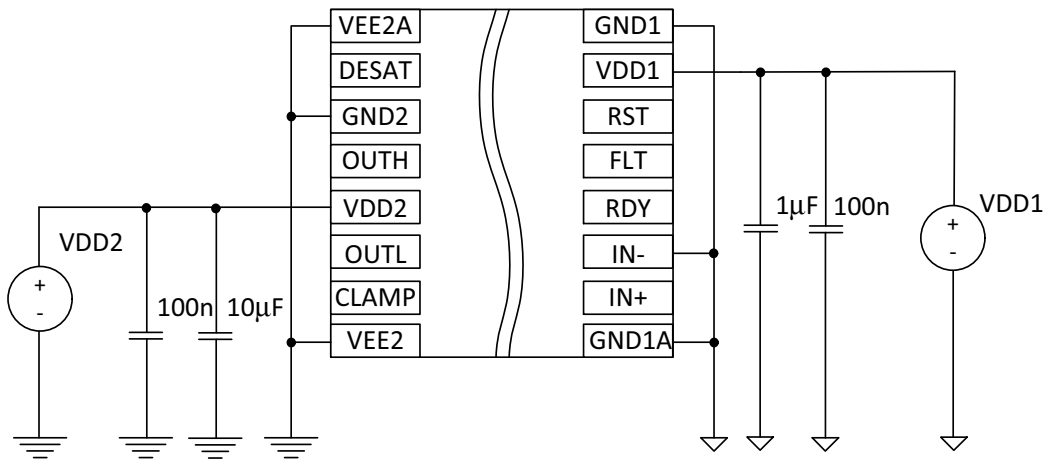 VEE2A
GND1
DESAT
VDD1
GND2
RST
OUTH
FLT
VDD2
RDY
1μF
100n
VDD1
+
-
VDD2
OUTL
IN-
+
-
CLAMP
IN+
100n
10μF
VEE2
GND1A